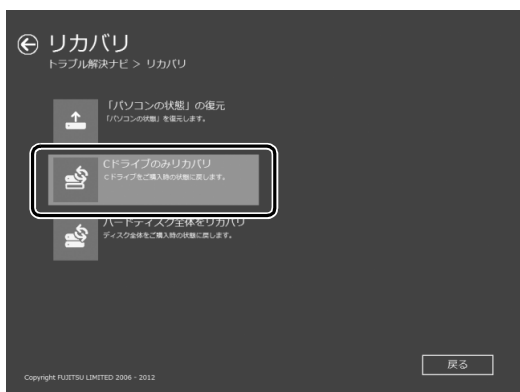 リカバリ
トラブル解決ナビ > リカバリ
「パソコンの状態」の復元
「パソコンの状態」を復元します。
Cドライブのみリカバリ
Cドライブをご購入時の状態に戻します。
ハードディスク全体をリカバリ
ディスク全体をご購入時の状態に戻します。
戻る
Copyright FUJITSU LIMITED 2006 - 2012